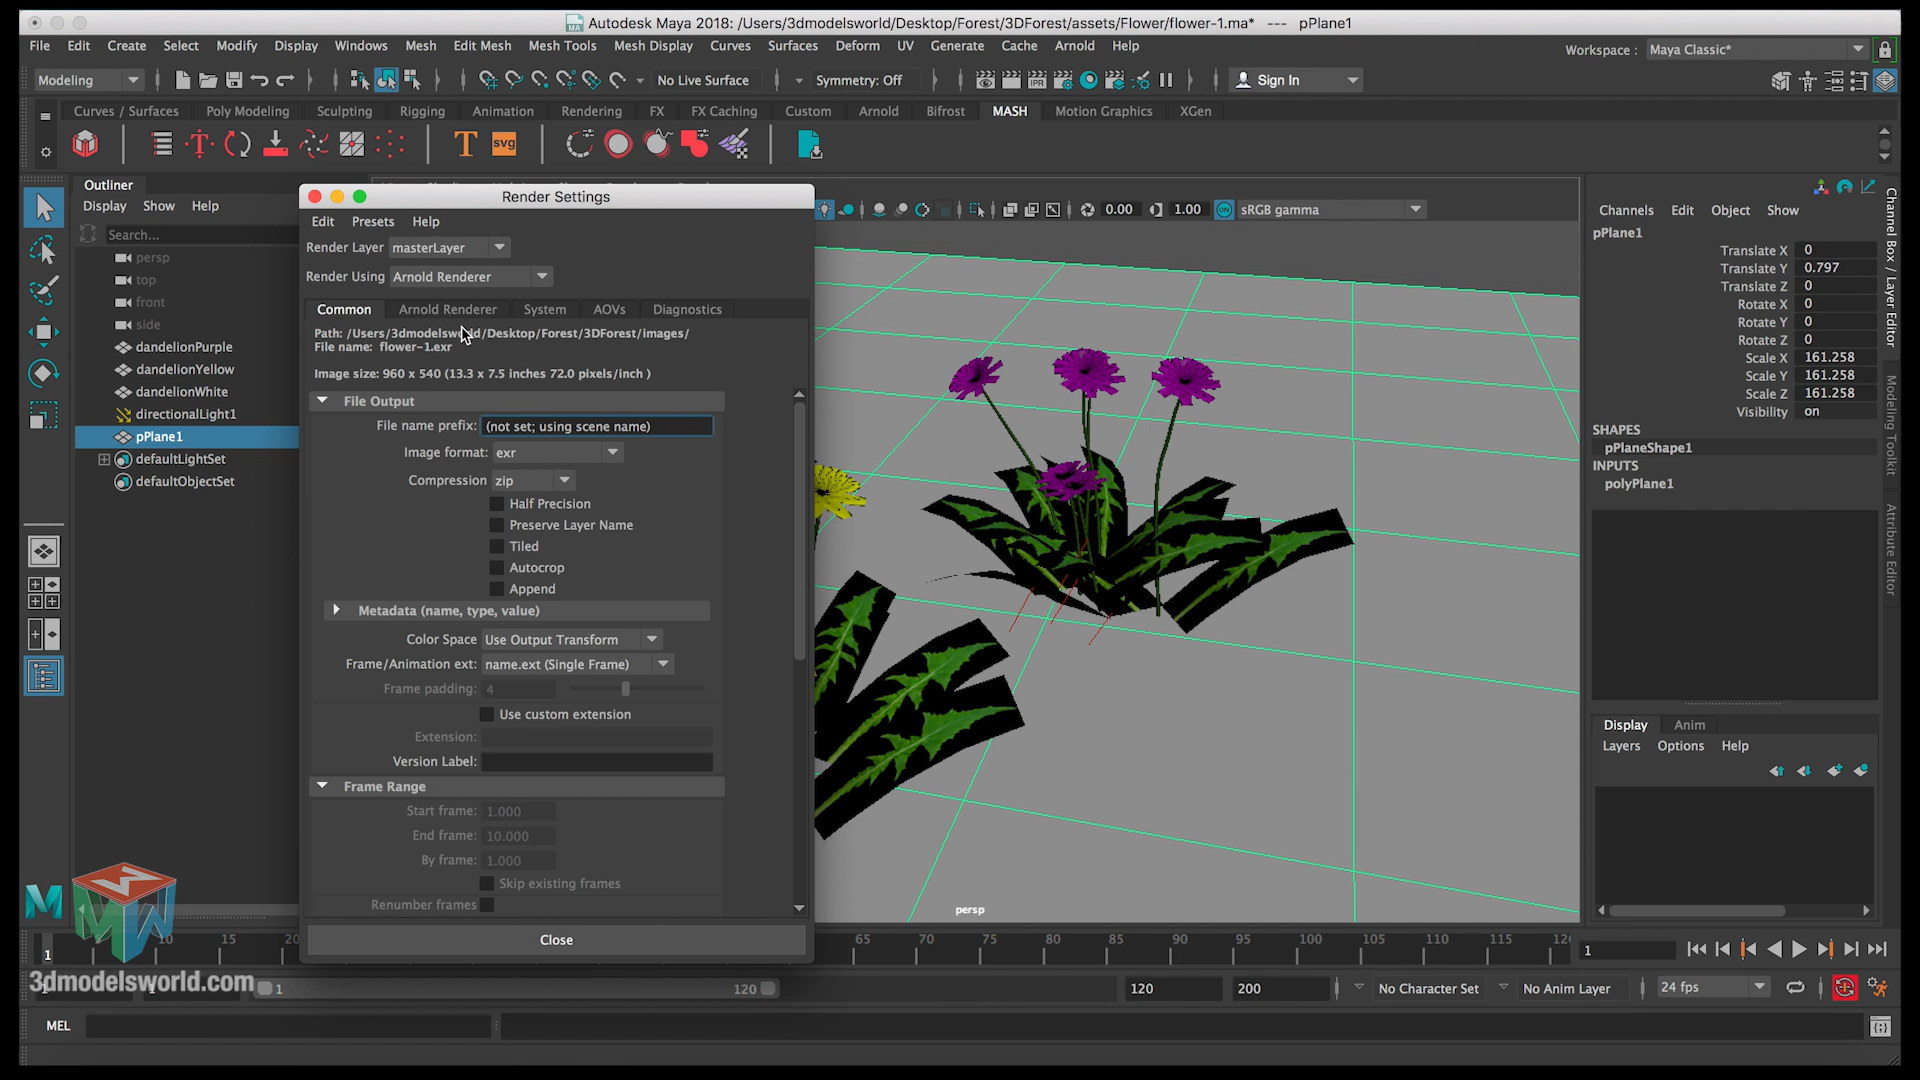 Autodesk Maya 2018: /Users/3dmodelsworld/Desktop/Forest/3DForest/assets/Flower/flower-1.ma* --- pPlane1
File Edit Create Select Modify Display Windows Mesh Edit Mesh Mesh Tools Mesh Display Curves Surfaces Deform UV Generate Cache Arnold Help
Workspace : Maya Classic*
Modeling No Live Surface Symmetry: Off IPR Sign In
Curves / Surfaces Poly Modeling Sculpting Rigging Animation Rendering FX FX Caching Custom Arnold Bifrost MASH Motion Graphics XGen
T svg
Outliner
Display Show Help
Search...
persp
top
front
side
dandelionPurple
dandelionYellow
dandelionWhite
directionalLight1
pPlane1
defaultLightSet
defaultObjectSet
Render Settings
Edit Presets Help
Render Layer masterLayer
Render Using Arnold Renderer
Common Arnold Renderer System AOVs Diagnostics
Path: /Users/3dmodelsworld/Desktop/Forest/3DForest/images/
File name: flower-1.exr
Image size: 960 x 540 (13.3 x 7.5 inches 72.0 pixels/inch )
File Output
File name prefix: (not set; using scene name)
Image format: exr
Compression zip
Half Precision
Preserve Layer Name
Tiled
Autocrop
Append
Metadata (name, type, value)
Color Space Use Output Transform
Frame/Animation ext: name.ext (Single Frame)
Frame padding: 4
Use custom extension
Extension:
Version Label:
Frame Range
Start frame: 1.000
End frame: 10.000
By frame: 1.000
Skip existing frames
Renumber frames
Close
0.00 1.00 ON sRGB gamma
persp
Channels Edit Object Show
pPlane1
Translate X 0
Translate Y 0.797
Translate Z 0
Rotate X 0
Rotate Y 0
Rotate Z 0
Scale X 161.258
Scale Y 161.258
Scale Z 161.258
Visibility on
SHAPES
pPlaneShape1
INPUTS
polyPlane1
Channel Box / Layer Editor
Modeling Toolkit
Attribute Editor
Display Anim
Layers Options Help
1 10 15 20 65 70 75 80 85 90 95 100 105 110 115 120 1
3dmodelsworld.com
1 120 120 200 No Character Set No Anim Layer 24 fps
MEL